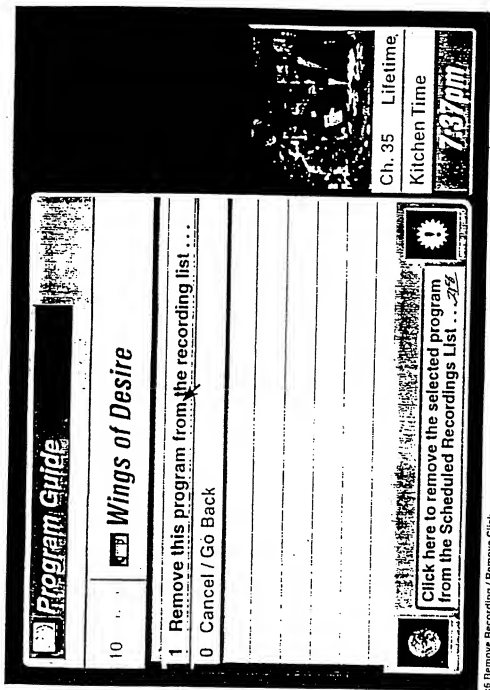 Program Guide
10
Wings of Desire
1 Remove this program from the recording list . . .
0 Cancel / Go Back
Click here to remove the selected program
from the Scheduled Recordings List . . .
Ch. 35 Lifetime
Kitchen Time
7:37pm
6 Remove Recording / Remove Click